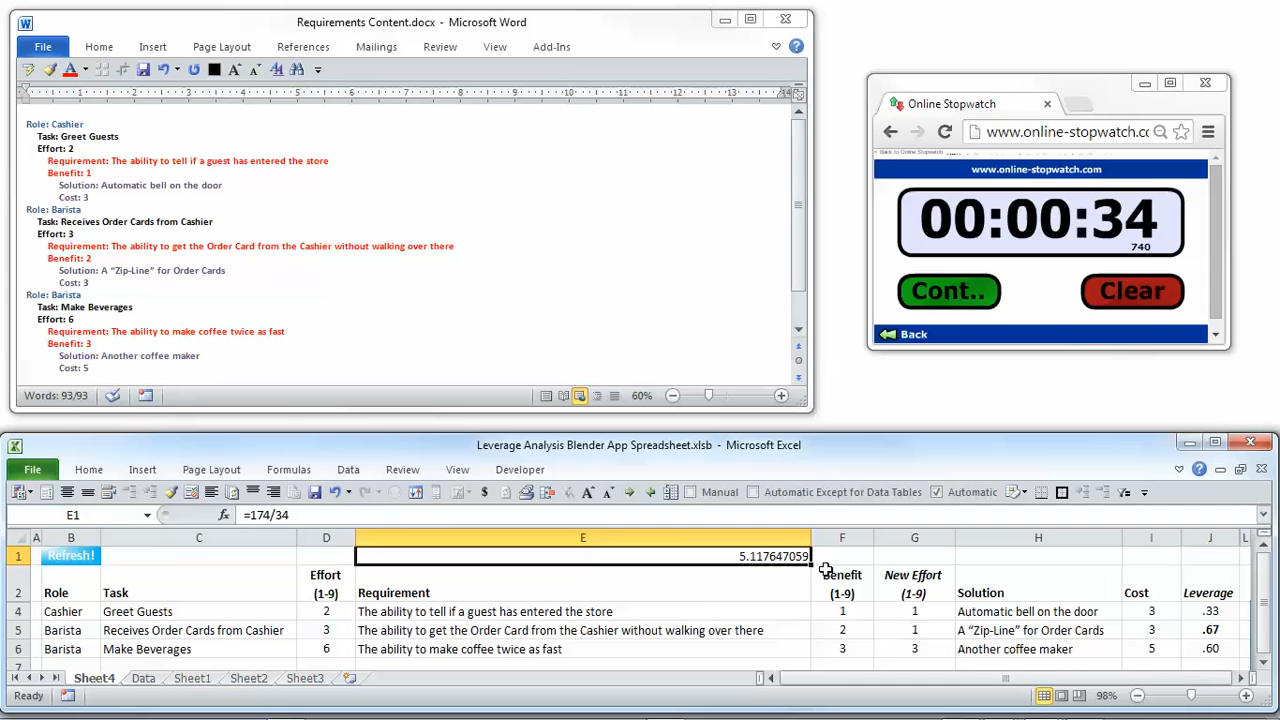 Requirements Content.docx - Microsoft Word
File Home Insert Page Layout References Mailings Review View Add-Ins
Role: Cashier
Task: Greet Guests
Effort: 2
Requirement: The ability to tell if a guest has entered the store
Benefit: 1
Solution: Automatic bell on the door
Cost: 3
Role: Barista
Task: Receives Order Cards from Cashier
Effort: 3
Requirement: The ability to get the Order Card from the Cashier without walking over there
Benefit: 2
Solution: A “Zip-Line” for Order Cards
Cost: 3
Role: Barista
Task: Make Beverages
Effort: 6
Requirement: The ability to make coffee twice as fast
Benefit: 3
Solution: Another coffee maker
Cost: 5
Words: 93/93 60%
Online Stopwatch
www.online-stopwatch.cc
Back to Online Stopwatch
www.online-stopwatch.com
00:00:34
740
Cont.. Clear
Back
Leverage Analysis Blender App Spreadsheet.xlsb - Microsoft Excel
File Home Insert Page Layout Formulas Data Review View Developer
Manual Automatic Except for Data Tables Automatic
E1 fx =174/34
A B C D E F G H I J L
1 Refresh! 5.117647059
Effort Benefit New Effort
2 Role Task (1-9) Requirement (1-9) (1-9) Solution Cost Leverage
4 Cashier Greet Guests 2 The ability to tell if a guest has entered the store 1 1 Automatic bell on the door 3 .33
5 Barista Receives Order Cards from Cashier 3 The ability to get the Order Card from the Cashier without walking over there 2 1 A “Zip-Line” for Order Cards 3 .67
6 Barista Make Beverages 6 The ability to make coffee twice as fast 3 3 Another coffee maker 5 .60
7
Sheet4 Data Sheet1 Sheet2 Sheet3
Ready 98%